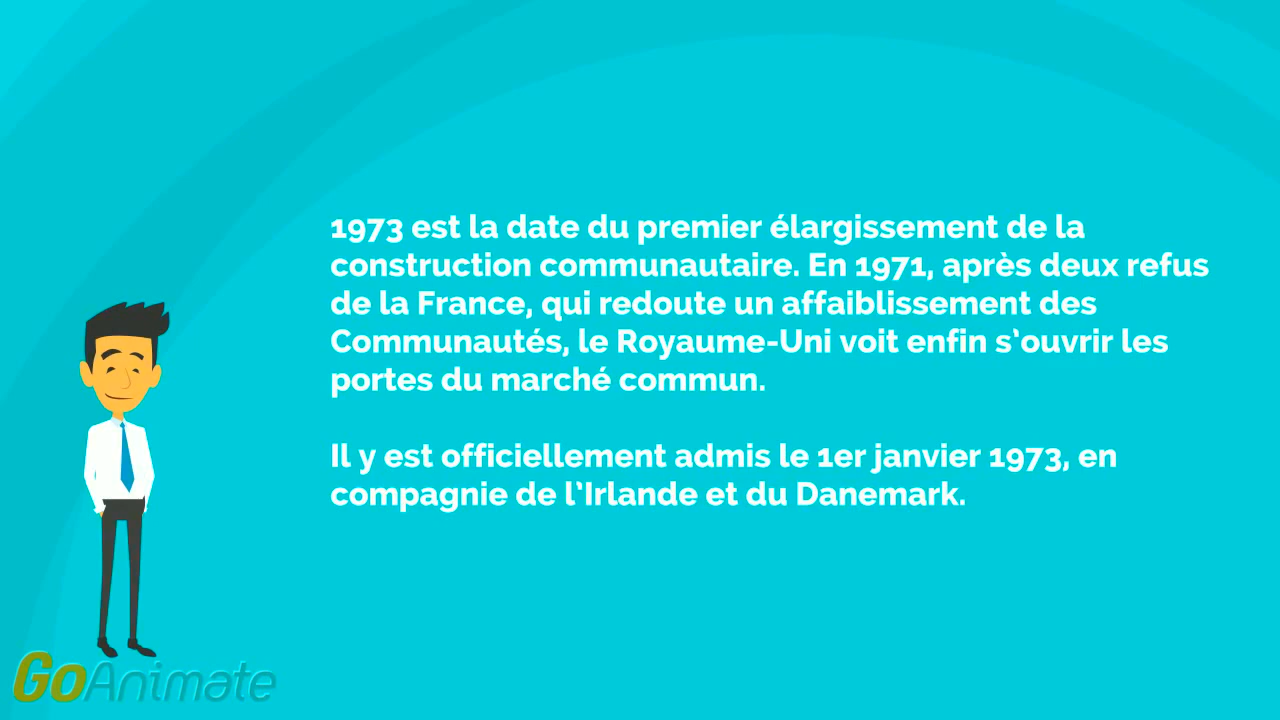 1973 est la date du premier élargissement de la
construction communautaire. En 1971, après deux refus
de la France, qui redoute un affaiblissement des
Communautés, le Royaume-Uni voit enfin s‛ouvrir les
portes du marché commun.
Il y est officiellement admis le 1er janvier 1973, en
compagnie de l‛Irlande et du Danemark.
GoAnimate